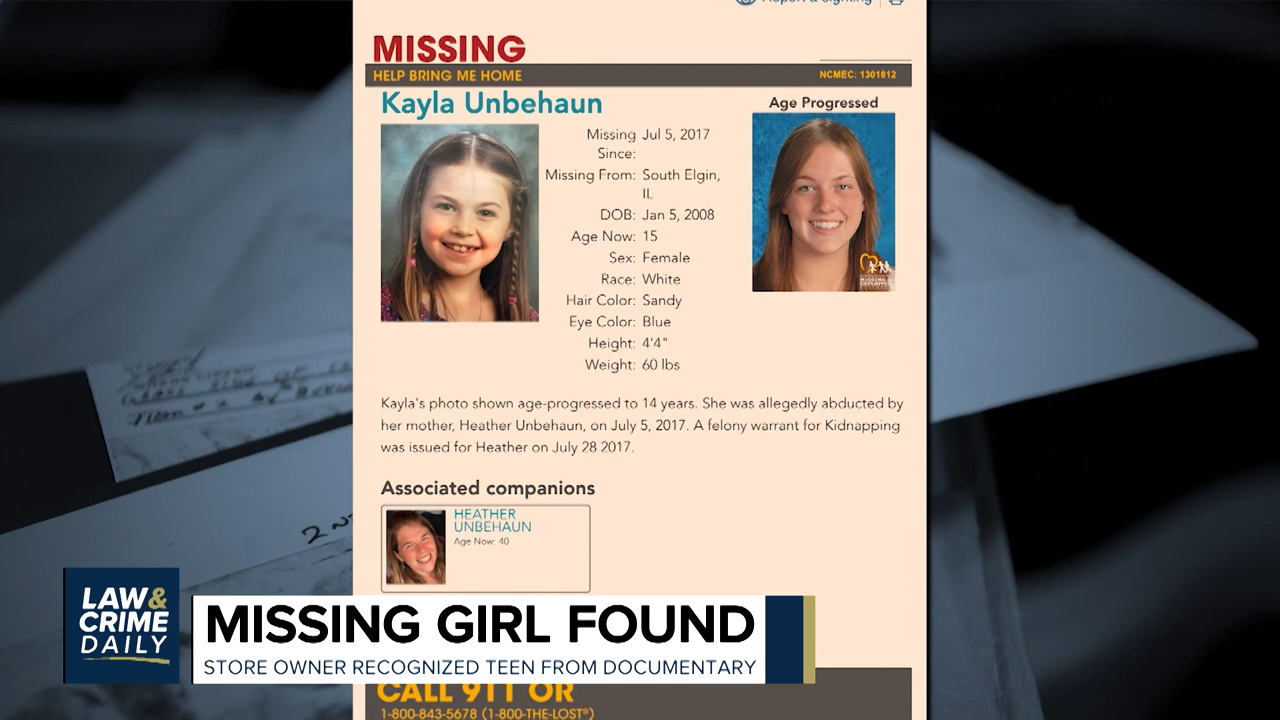 Report a Sighting
MISSING
HELP BRING ME HOME
NCMEC: 1301812
Kayla Unbehaun
Age Progressed
Missing Since: Jul 5, 2017
Missing From: South Elgin, IL
DOB: Jan 5, 2008
Age Now: 15
Sex: Female
Race: White
Hair Color: Sandy
Eye Color: Blue
Height: 4'4"
Weight: 60 lbs
Kayla's photo shown age-progressed to 14 years. She was allegedly abducted by
her mother, Heather Unbehaun, on July 5, 2017. A felony warrant for Kidnapping
was issued for Heather on July 28 2017.
Associated companions
HEATHER
UNBEHAUN
Age Now: 40
2 N
LAW&
CRIME
DAILY
MISSING GIRL FOUND
STORE OWNER RECOGNIZED TEEN FROM DOCUMENTARY
CALL 911 OR
1-800-843-5678 (1-800-THE-LOST®)